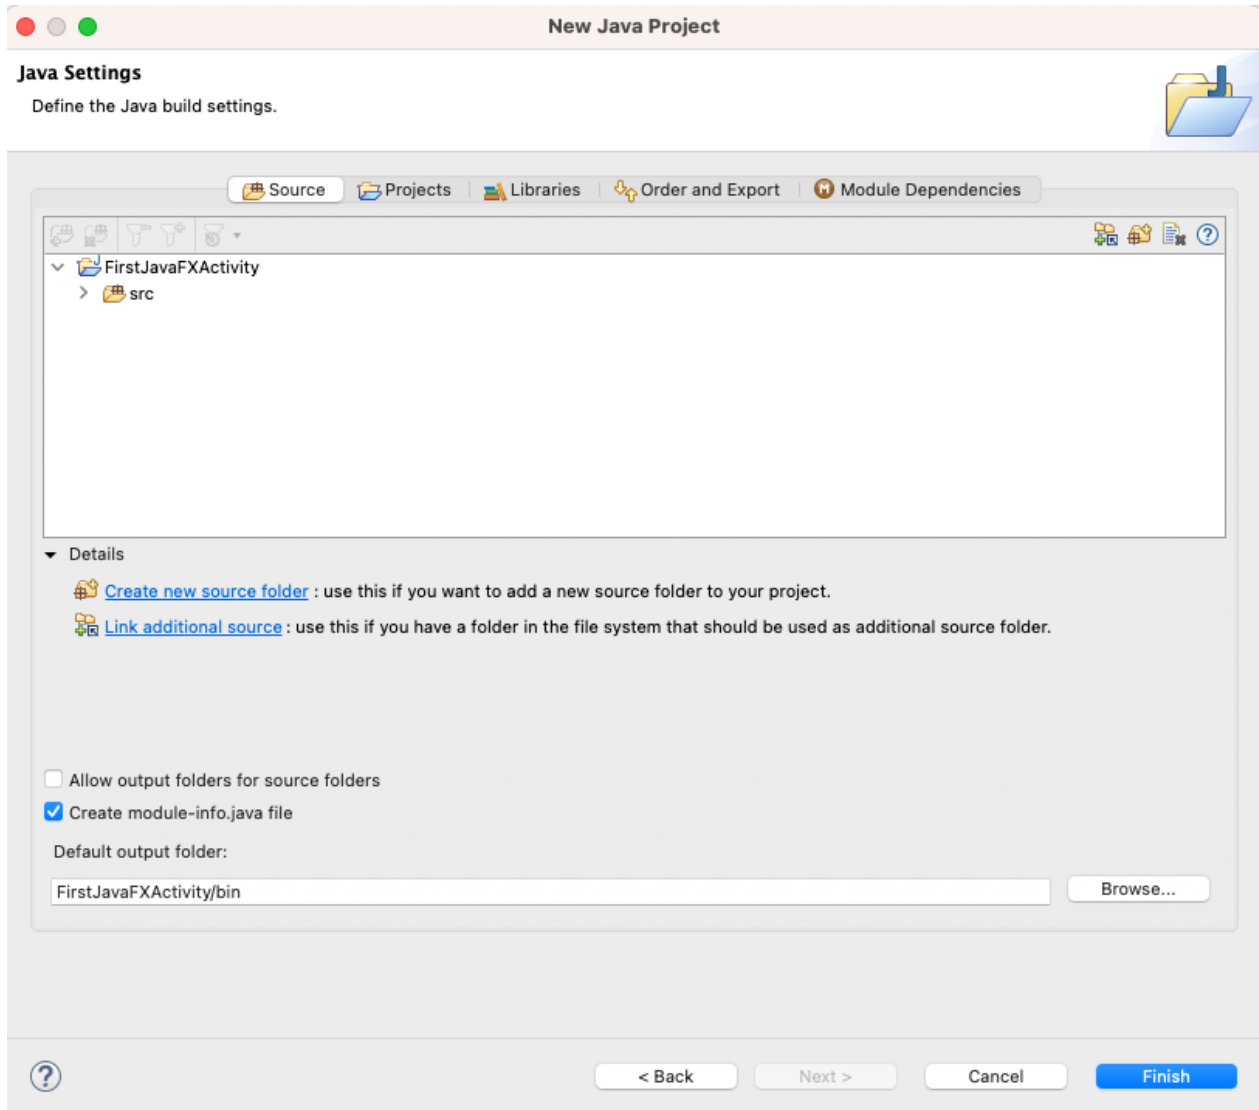 New Java Project
Java Settings
Define the Java build settings.
Source Projects Libraries Order and Export Module Dependencies
FirstJavaFXActivity
src
Details
Create new source folder : use this if you want to add a new source folder to your project.
Link additional source : use this if you have a folder in the file system that should be used as additional source folder.
Allow output folders for source folders
Create module-info.java file
Default output folder:
FirstJavaFXActivity/bin Browse...
< Back Next > Cancel Finish